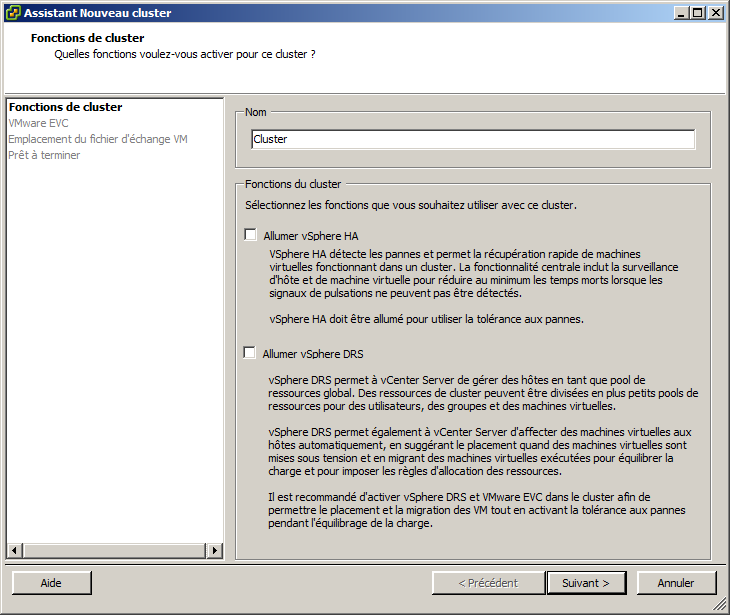 Assistant Nouveau cluster
Fonctions de cluster
Quelles fonctions voulez-vous activer pour ce cluster ?
Fonctions de cluster
VMware EVC
Emplacement du fichier d'échange VM
Prêt à terminer
Nom
Cluster
Fonctions du cluster
Sélectionnez les fonctions que vous souhaitez utiliser avec ce cluster.
Allumer vSphere HA
VSphere HA détecte les pannes et permet la récupération rapide de machines
virtuelles fonctionnant dans un cluster. La fonctionnalité centrale inclut la surveillance
d'hôte et de machine virtuelle pour réduire au minimum les temps morts lorsque les
signaux de pulsations ne peuvent pas être détectés.
vSphere HA doit être allumé pour utiliser la tolérance aux pannes.
Allumer vSphere DRS
vSphere DRS permet à vCenter Server de gérer des hôtes en tant que pool de
ressources global. Des ressources de cluster peuvent être divisées en plus petits pools de
ressources pour des utilisateurs, des groupes et des machines virtuelles.
vSphere DRS permet également à vCenter Server d'affecter des machines virtuelles aux
hôtes automatiquement, en suggérant le placement quand des machines virtuelles sont
mises sous tension et en migrant des machines virtuelles exécutées pour équilibrer la
charge et pour imposer les règles d'allocation des ressources.
Il est recommandé d'activer vSphere DRS et VMware EVC dans le cluster afin de
permettre le placement et la migration des VM tout en activant la tolérance aux pannes
pendant l'équilibrage de la charge.
Aide
< Précédent
Suivant >
Annuler